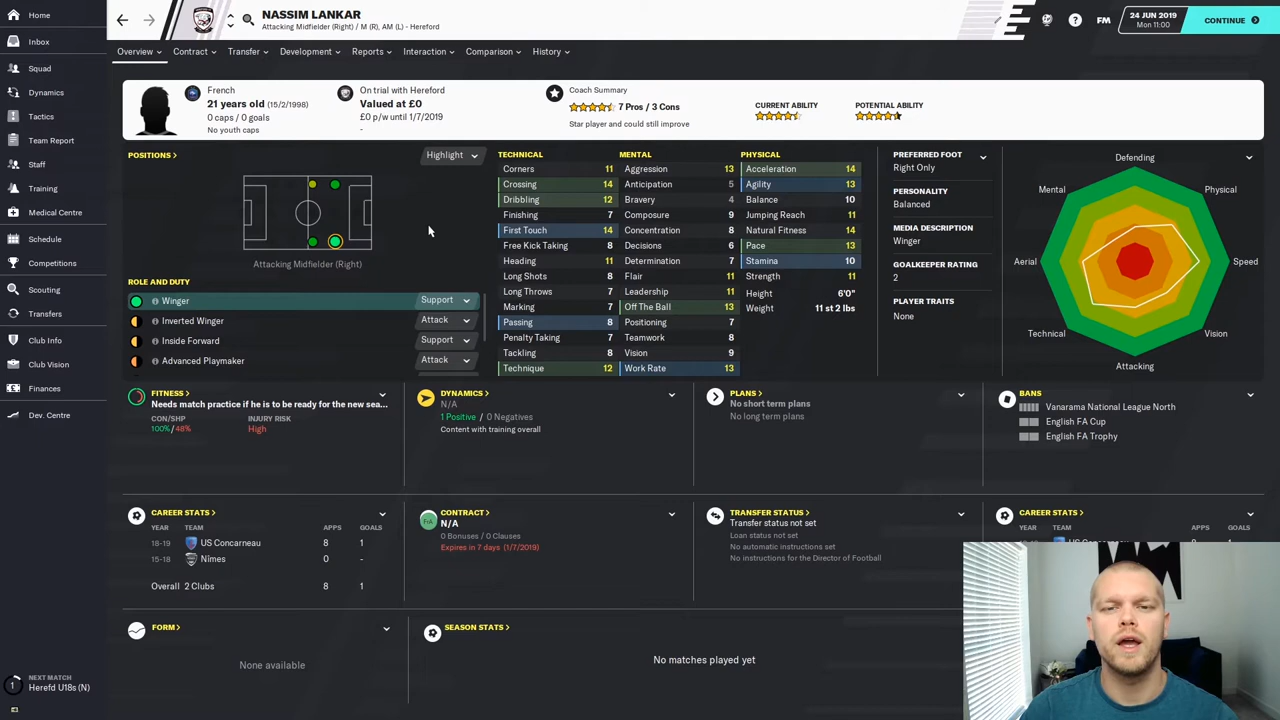 NASSIM LANKAR
Attacking Midfielder (Right) / M (R), AM (L) - Hereford
FM
24 JUN 2019
Mon 11:00
CONTINUE
Home
Inbox
Squad
Dynamics
Tactics
Team Report
Staff
Training
Medical Centre
Schedule
Competitions
Scouting
Transfers
Club Info
Club Vision
Finances
Dev. Centre
NEXT MATCH
1
Herefd U18s (N)
Overview
Contract
Transfer
Development
Reports
Interaction
Comparison
History
French
21 years old (15/2/1998)
0 caps / 0 goals
No youth caps
On trial with Hereford
Valued at £0
£0 p/w until 1/7/2019
-
Coach Summary
7 Pros / 3 Cons
Star player and could still improve
CURRENT ABILITY
POTENTIAL ABILITY
POSITIONS
Highlight
Attacking Midfielder (Right)
ROLE AND DUTY
Winger Support
Inverted Winger Attack
Inside Forward Support
Advanced Playmaker Attack
TECHNICAL
Corners 11
Crossing 14
Dribbling 12
Finishing 7
First Touch 14
Free Kick Taking 8
Heading 11
Long Shots 8
Long Throws 7
Marking 7
Passing 8
Penalty Taking 7
Tackling 8
Technique 12
MENTAL
Aggression 13
Anticipation 5
Bravery 4
Composure 9
Concentration 8
Decisions 6
Determination 7
Flair 11
Leadership 11
Off The Ball 13
Positioning 7
Teamwork 8
Vision 9
Work Rate 13
PHYSICAL
Acceleration 14
Agility 13
Balance 10
Jumping Reach 11
Natural Fitness 14
Pace 13
Stamina 10
Strength 11
Height 6'0"
Weight 11 st 2 lbs
PREFERRED FOOT
Right Only
PERSONALITY
Balanced
MEDIA DESCRIPTION
Winger
GOALKEEPER RATING
2
PLAYER TRAITS
None
Defending
Physical
Speed
Vision
Attacking
Technical
Aerial
Mental
FITNESS
Needs match practice if he is to be ready for the new sea...
CON/SHP
100%/48%
INJURY RISK
High
DYNAMICS
N/A
1 Positive / 0 Negatives
Content with training overall
PLANS
No short term plans
No long term plans
BANS
Vanarama National League North
English FA Cup
English FA Trophy
CAREER STATS
YEAR TEAM APPS GOALS
18-19 US Concarneau 8 1
15-18 Nîmes 0 -
Overall 2 Clubs 8 1
CONTRACT
FrA
N/A
0 Bonuses / 0 Clauses
Expires in 7 days (1/7/2019)
TRANSFER STATUS
Transfer status not set
Loan status not set
No automatic instructions set
No instructions for the Director of Football
CAREER STATS
YEAR TEAM APPS GOALS
FORM
None available
SEASON STATS
No matches played yet